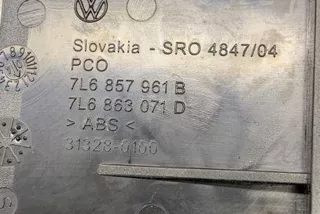 Slovakia - SRO 4847/04
PCO
7L6 857 961 B
7L6 863 071 D
> ABS <
31328-0100